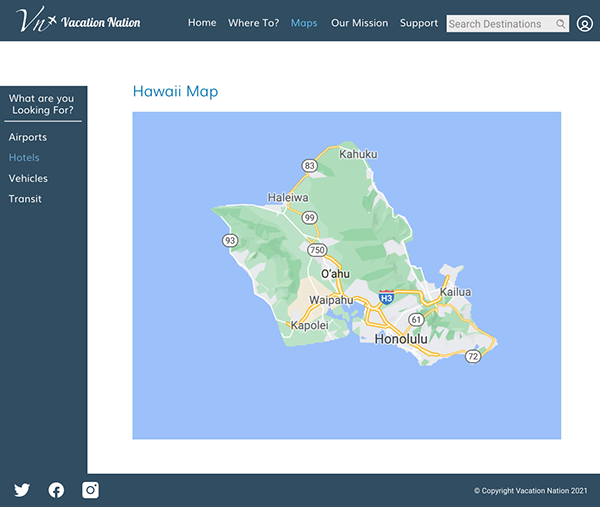 Vn Vacation Nation
Home Where To? Maps Our Mission Support Search Destinations
What are you
Looking For?
Airports
Hotels
Vehicles
Transit
Hawaii Map
Kahuku
83
Haleiwa
99
93
750
O'ahu
H3
Kailua
Waipahu
61
Kapolei
Honolulu
72
© Copyright Vacation Nation 2021